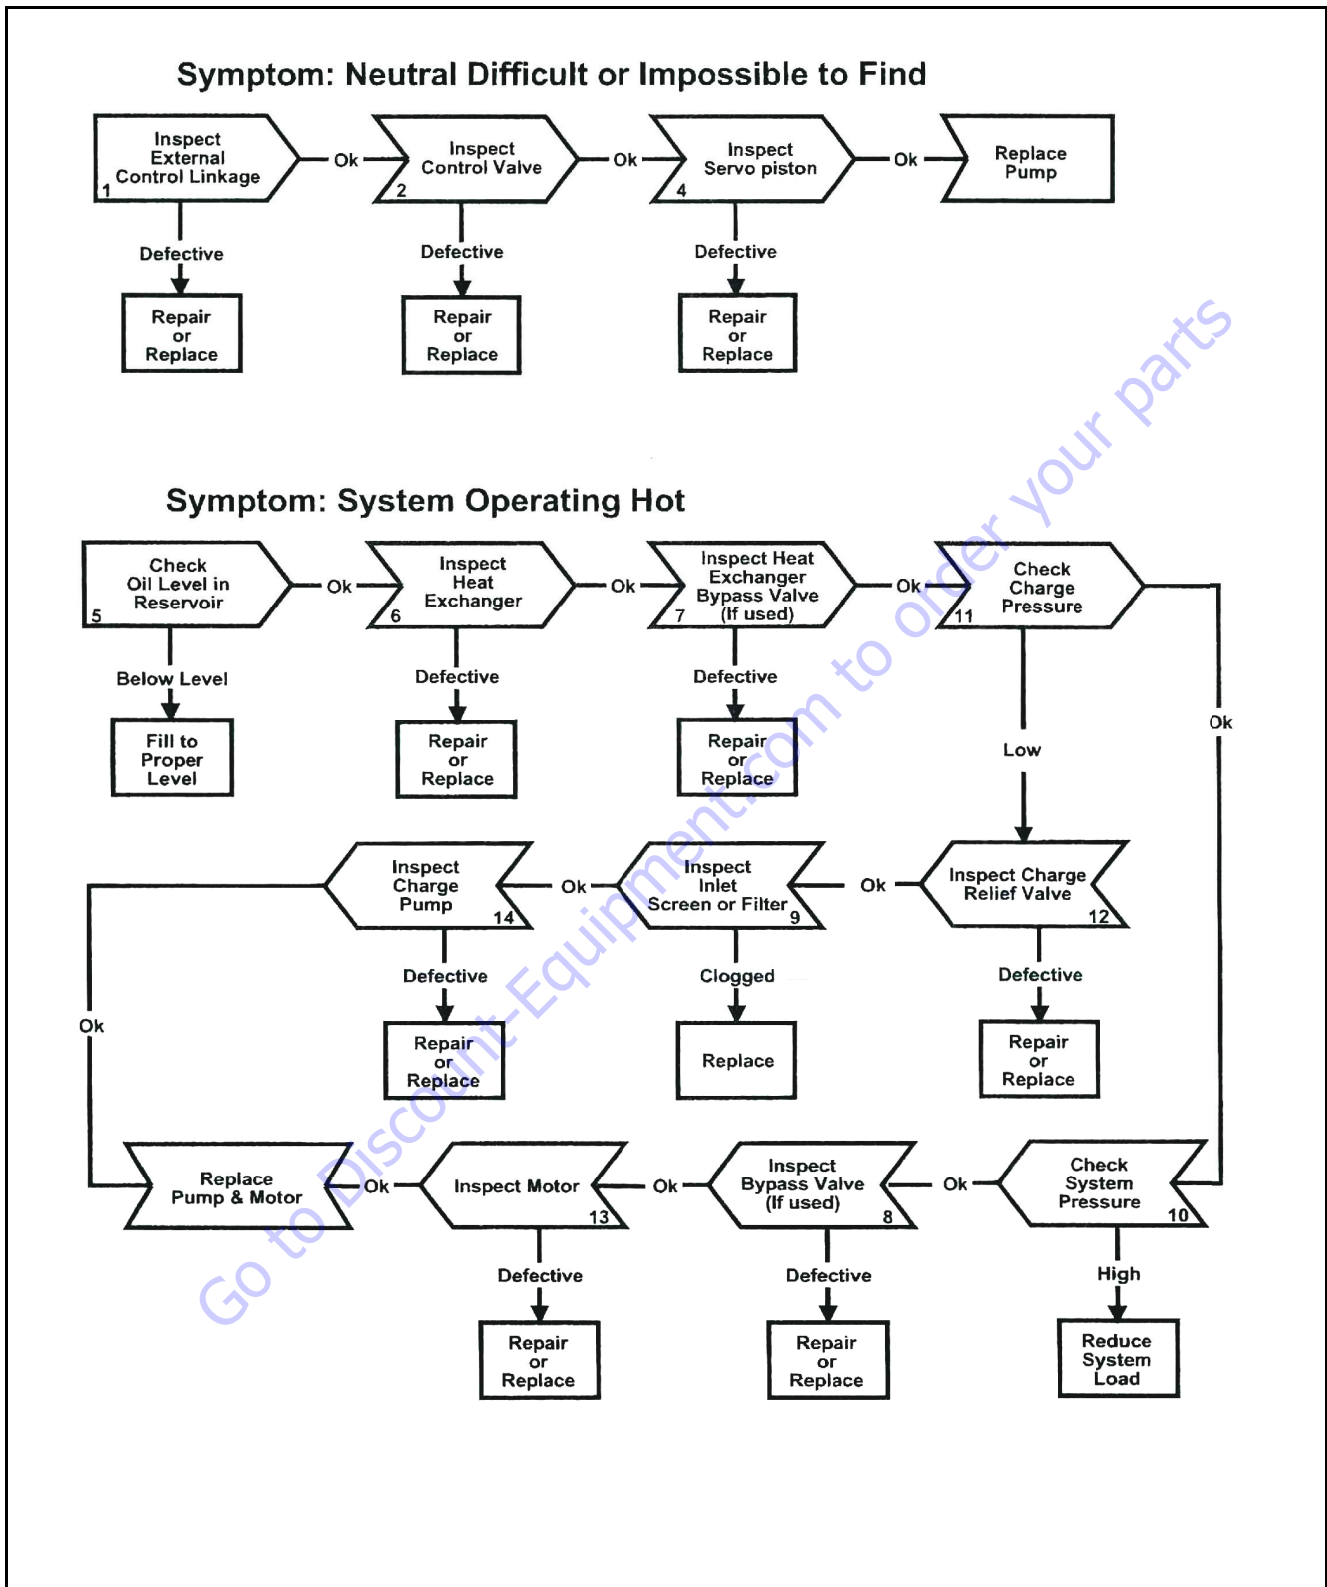 Symptom: Neutral Difficult or Impossible to Find
Inspect
External
Control Linkage
1
Ok
Inspect
Control Valve
2
Ok
Inspect
Servo piston
4
Ok
Replace
Pump
Defective
Defective
Defective
Repair
or
Replace
Repair
or
Replace
Repair
or
Replace
Symptom: System Operating Hot
Check
Oil Level in
Reservoir
5
Ok
Inspect
Heat
Exchanger
6
Ok
Inspect Heat
Exchanger
Bypass Valve
(If used)
7
Ok
Check
Charge
Pressure
11
Below Level
Defective
Defective
Low
Ok
Fill to
Proper
Level
Repair
or
Replace
Repair
or
Replace
Inspect
Charge
Pump
14
Ok
Inspect
Inlet
Screen or Filter
9
Ok
Inspect Charge
Relief Valve
12
Defective
Clogged
Defective
Ok
Repair
or
Replace
Replace
Repair
or
Replace
Replace
Pump & Motor
Ok
Inspect Motor
13
Ok
Inspect
Bypass Valve
(If used)
8
Ok
Check
System
Pressure
10
Defective
Defective
High
Repair
or
Replace
Repair
or
Replace
Reduce
System
Load
Go to Discount-Equipment.com to order your parts